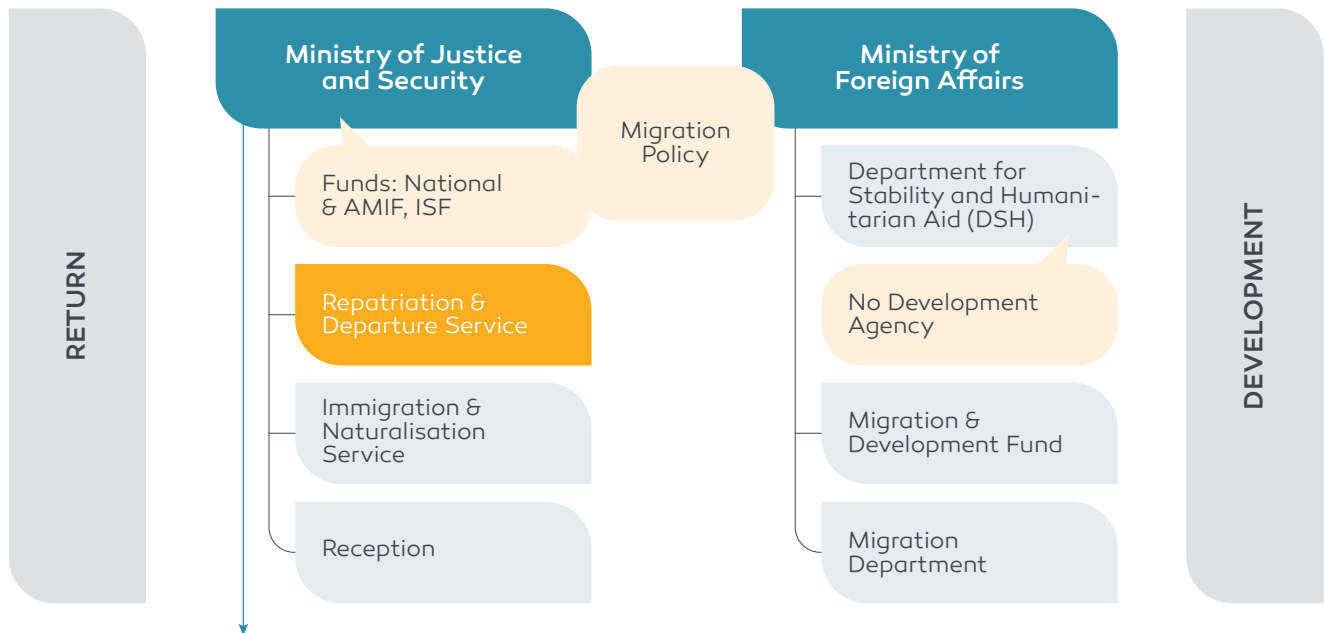 RETURN
Ministry of Justice
and Security
Funds: National
& AMIF, ISF
Repatriation &
Departure Service
Immigration &
Naturalisation
Service
Reception
Migration
Policy
Ministry of
Foreign Affairs
Department for
Stability and Humani-
tarian Aid (DSH)
No Development
Agency
Migration &
Development Fund
Migration
Department
DEVELOPMENT